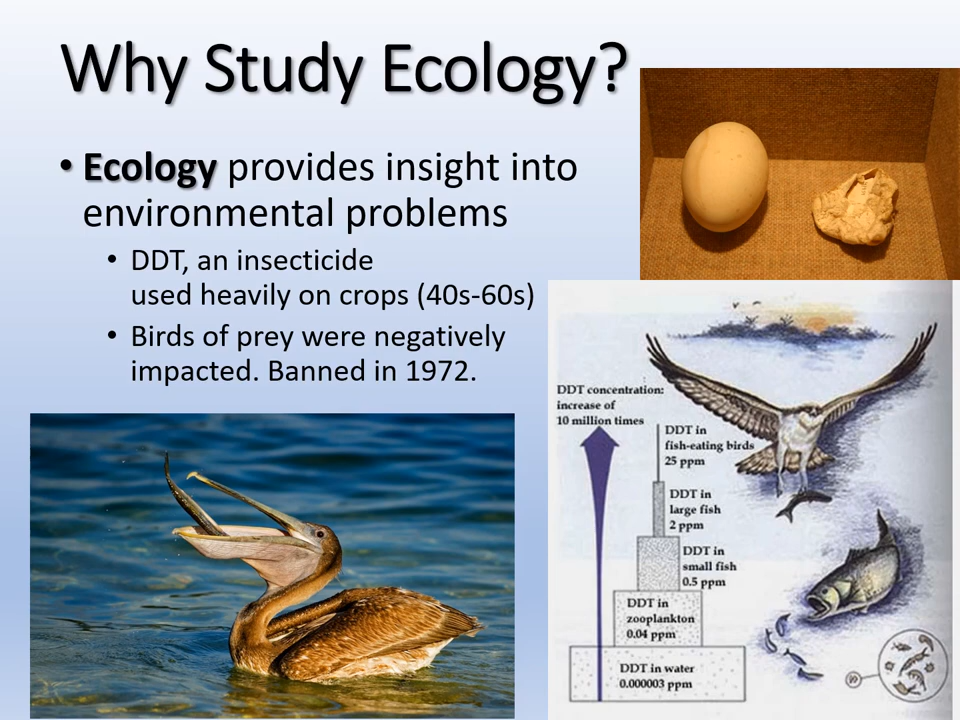 Why Study Ecology?
• Ecology provides insight into
environmental problems
• DDT, an insecticide
used heavily on crops (40s-60s)
• Birds of prey were negatively
impacted. Banned in 1972.
DDT concentration:
increase of
10 million times
DDT in
fish-eating birds
25 ppm
DDT in
large fish
2 ppm
DDT in
small fish
0.5 ppm
DDT in
zooplankton
0.04 ppm
DDT in water
0.000003 ppm